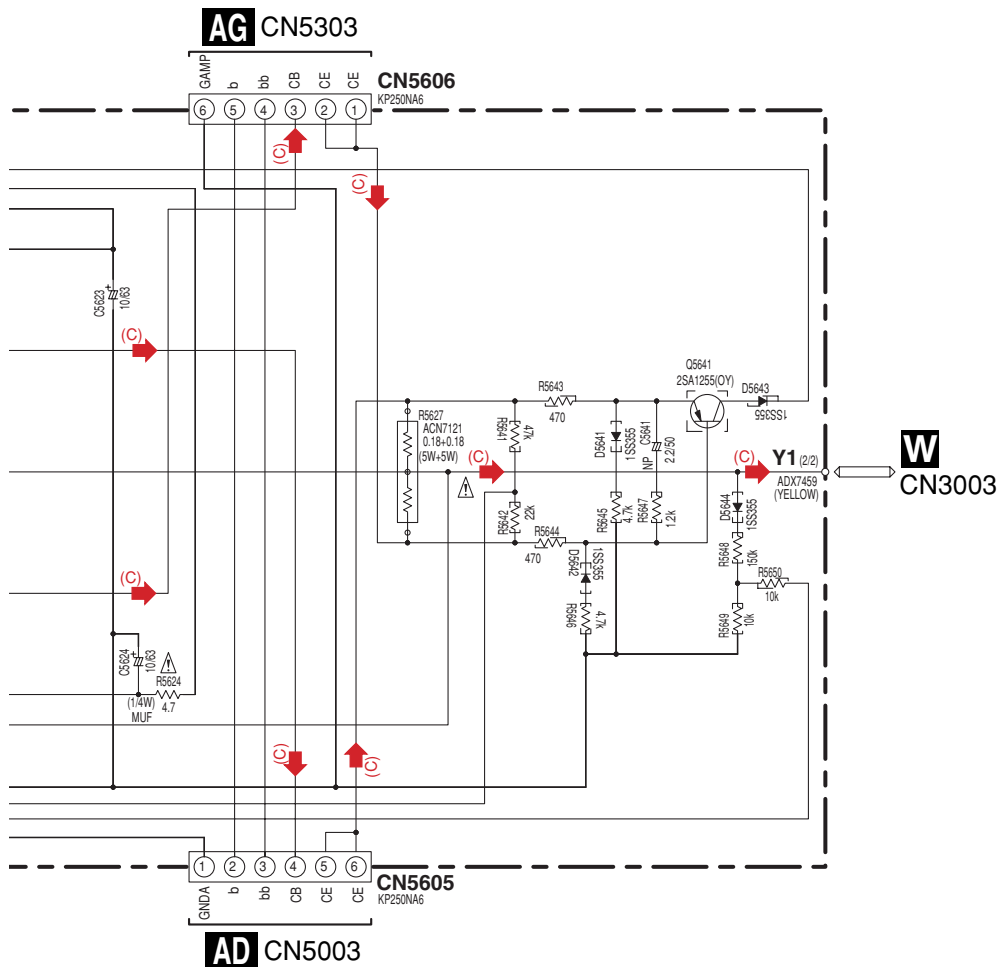 AG CN5303
GAMP
b
bb
CB
CE
CE
CN5606
KP250NA6
6
5
4
3
2
1
(C)
(C)
C5623
+
10/63
(C)
Q5641
2SA1255(OY)
D5643
1SS355
R5643
470
R5627
ACN7121
0.18+0.18
(5W+5W)
R5641
47k
D5641
1SS355
C5641
NP
2.2/50
(C)
(C)
Y1 (2/2)
ADX7459
(YELLOW)
W
CN3003
R5642
22k
R5645
4.7k
R5647
1.2k
D5644
1SS355
R5644
470
D5642
1SS355
R5648
150k
R5650
10k
(C)
R5646
4.7k
R5649
10k
C5624
+
10/63
R5624
4.7
(1/4W)
MUF
(C)
(C)
1
2
3
4
5
6
CN5605
KP250NA6
GNDA
b
bb
CB
CE
CE
AD CN5003